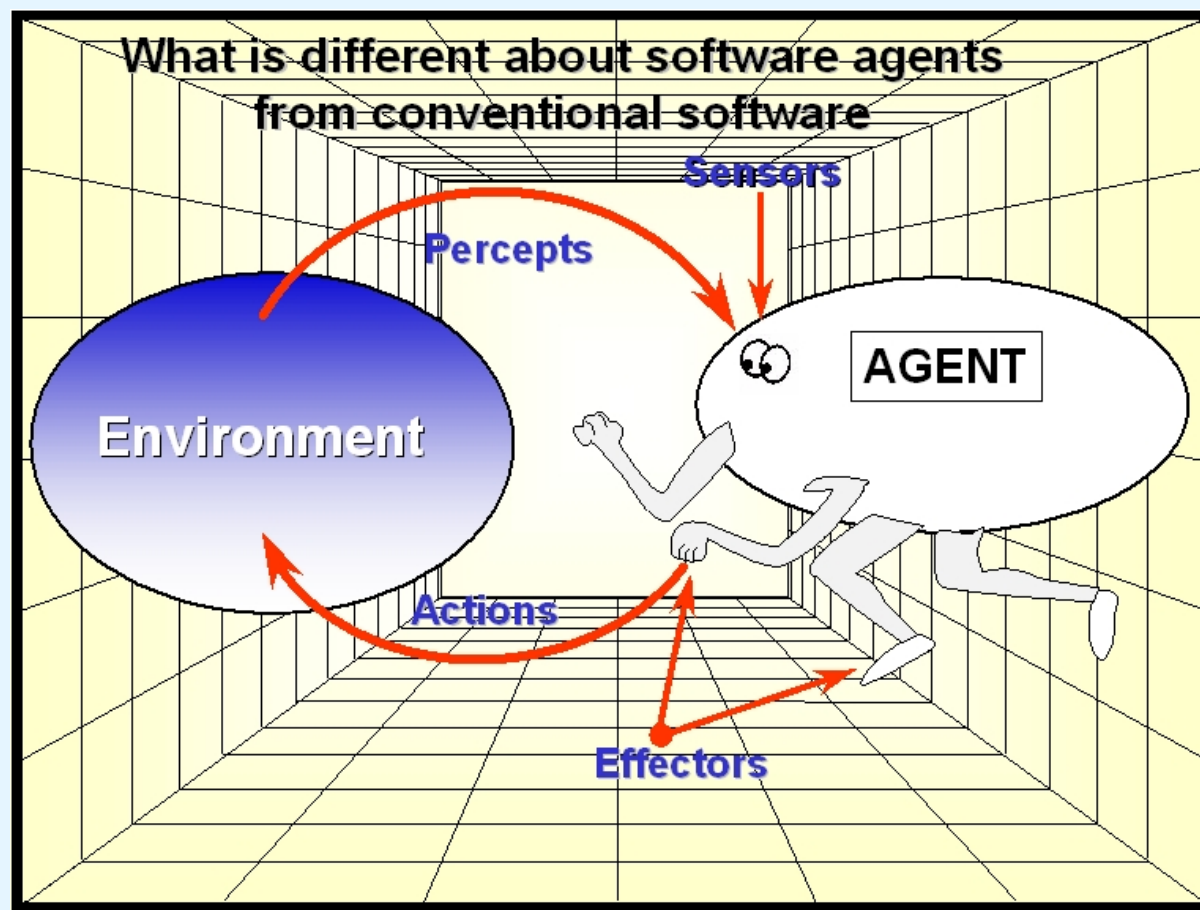 What is different about software agents
from conventional software
Sensors
Percepts
AGENT
Environment
Actions
Effectors